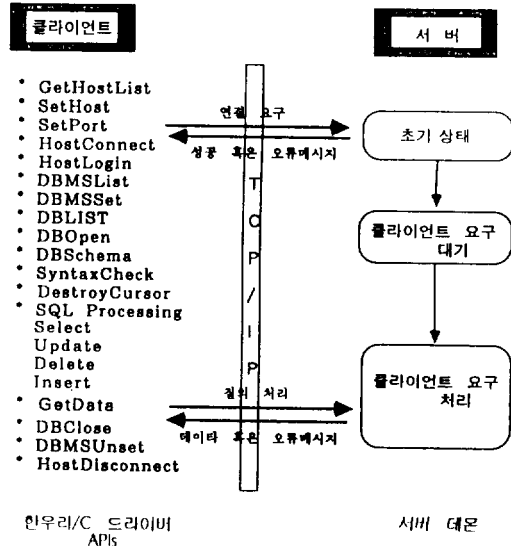 클라이언트
서 버
* GetHostList
* SetHost
* SetPort
* HostConnect
* HostLogin
* DBMSList
* DBMSSet
* DBLIST
* DBOpen
* DBSchema
* SyntaxCheck
* DestroyCursor
* SQL Processing
Select
Update
Delete
Insert
* GetData
* DBClose
* DBMSUnset
* HostDisconnect
연결 요구
성공 혹은 오류메시지
TCP/IP
질의 처리
데이타 혹은 오류메시지
초기 상태
클라이언트 요구
대기
클라이언트 요구
처리
한우리/C 드라이버
APIs
서버 데몬